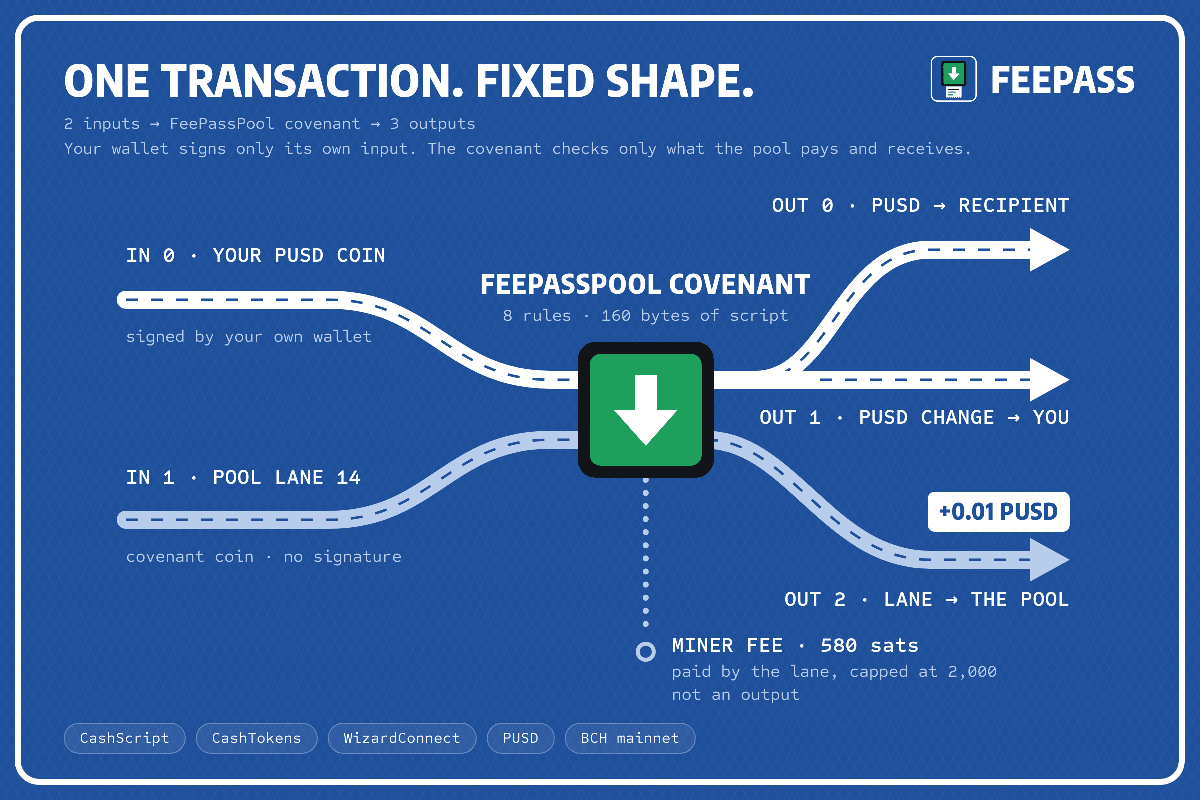 ONE TRANSACTION. FIXED SHAPE.
FEEPASS
2 inputs → FeePassPool covenant → 3 outputs
Your wallet signs only its own input. The covenant checks only what the pool pays and receives.
OUT 0 · PUSD → RECIPIENT
IN 0 · YOUR PUSD COIN
signed by your own wallet
FEEPASSPOOL COVENANT
8 rules · 160 bytes of script
OUT 1 · PUSD CHANGE → YOU
IN 1 · POOL LANE 14
covenant coin · no signature
+0.01 PUSD
OUT 2 · LANE → THE POOL
MINER FEE · 580 sats
paid by the lane, capped at 2,000
not an output
CashScript
CashTokens
WizardConnect
PUSD
BCH mainnet